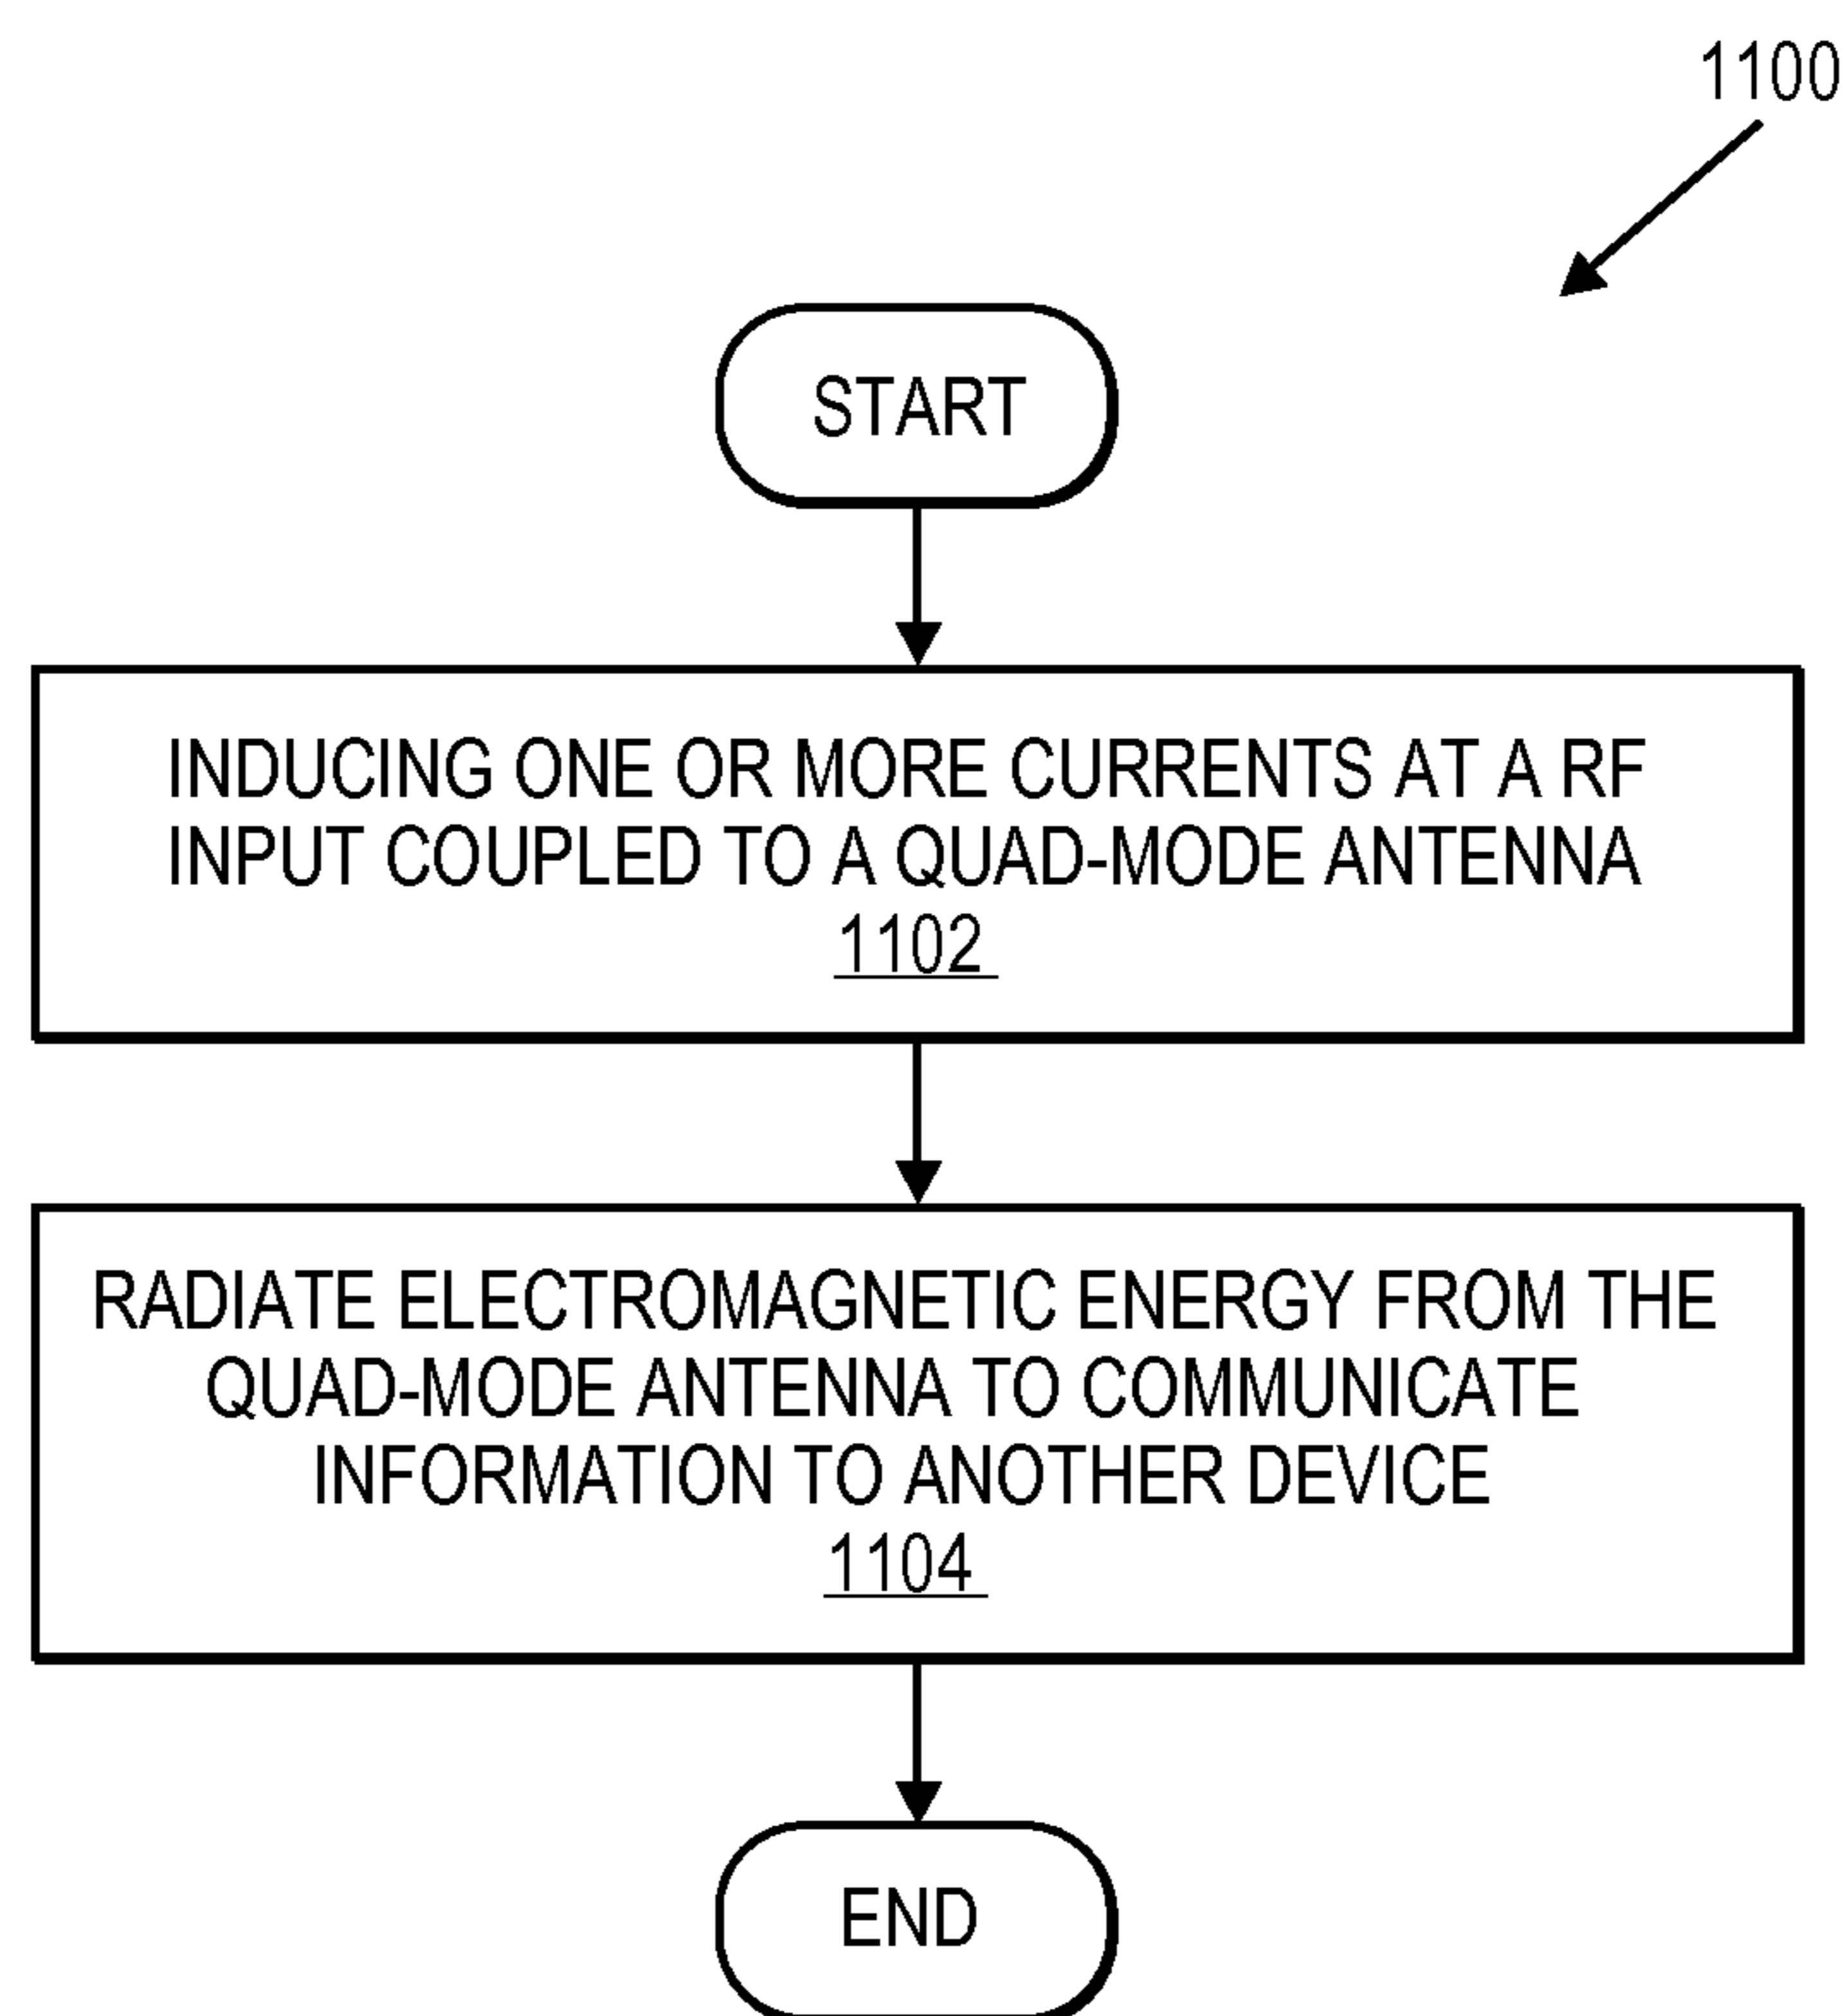 1100
START
INDUCING ONE OR MORE CURRENTS AT A RF
INPUT COUPLED TO A QUAD-MODE ANTENNA
1102
RADIATE ELECTROMAGNETIC ENERGY FROM THE
QUAD-MODE ANTENNA TO COMMUNICATE
INFORMATION TO ANOTHER DEVICE
1104
END